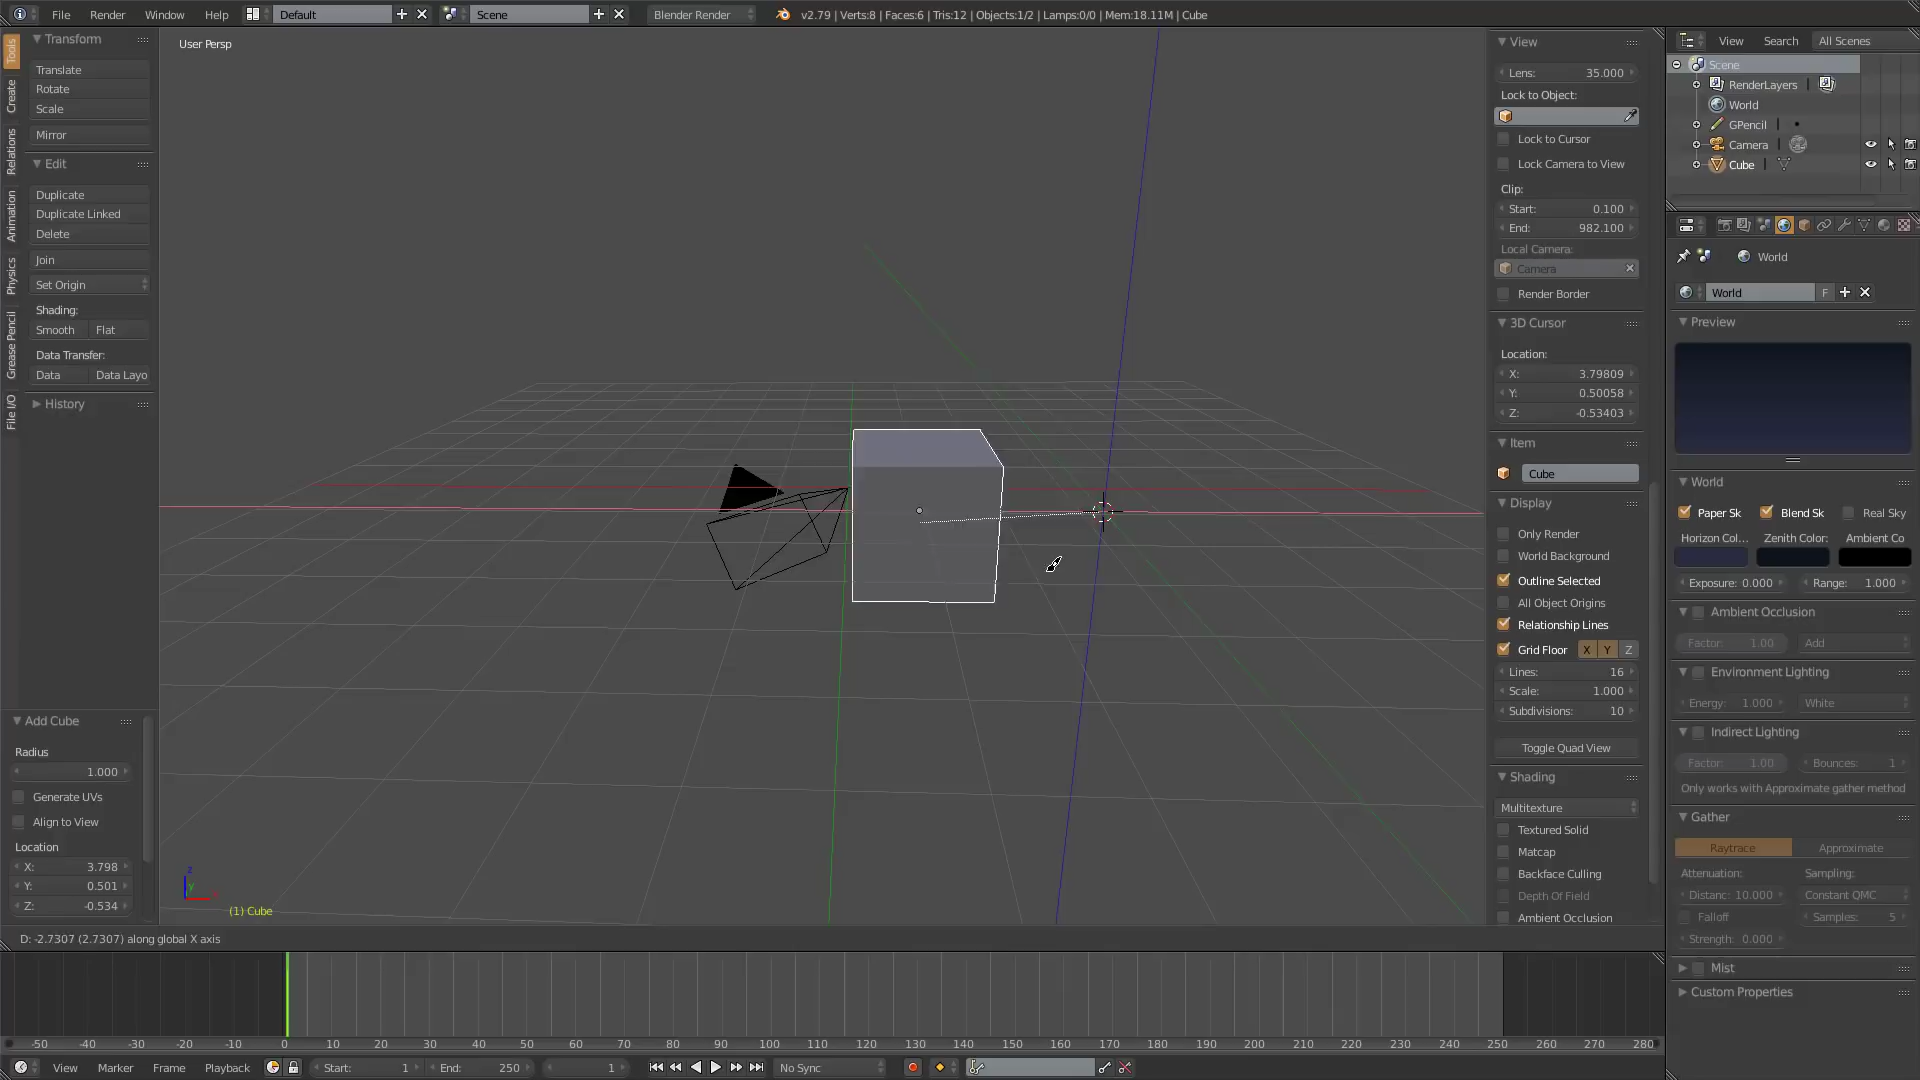 File Render Window Help Default Scene Blender Render v2.79 | Verts:8 | Faces:6 | Tris:12 | Objects:1/2 | Lamps:0/0 | Mem:18.11M | Cube
Tools
Create
Relations
Animation
Physics
Grease Pencil
File I/O
Transform
Translate
Rotate
Scale
Mirror
Edit
Duplicate
Duplicate Linked
Delete
Join
Set Origin
Shading:
Smooth Flat
Data Transfer:
Data Data Layo
History
Add Cube
Radius
1.000
Generate UVs
Align to View
Location
X: 3.798
Y: 0.501
Z: -0.534
User Persp
z
Y
(1) Cube
D: -2.7307 (2.7307) along global X axis
View
Lens: 35.000
Lock to Object:
Lock to Cursor
Lock Camera to View
Clip:
Start: 0.100
End: 982.100
Local Camera:
Camera
Render Border
3D Cursor
Location:
X: 3.79809
Y: 0.50058
Z: -0.53403
Item
Cube
Display
Only Render
World Background
Outline Selected
All Object Origins
Relationship Lines
Grid Floor X Y Z
Lines: 16
Scale: 1.000
Subdivisions: 10
Toggle Quad View
Shading
Multitexture
Textured Solid
Matcap
Backface Culling
Depth Of Field
Ambient Occlusion
View Search All Scenes
Scene
RenderLayers
World
GPencil
Camera
Cube
World
World F
Preview
World
Paper Sk Blend Sk Real Sky
Horizon Col... Zenith Color: Ambient Co
Exposure: 0.000 Range: 1.000
Ambient Occlusion
Factor: 1.00 Add
Environment Lighting
Energy: 1.000 White
Indirect Lighting
Factor: 1.00 Bounces: 1
Only works with Approximate gather method
Gather
Raytrace Approximate
Attenuation: Sampling:
Distanc: 10.000 Constant QMC
Falloff Samples: 5
Strength: 0.000
Mist
Custom Properties
-50 -40 -30 -20 -10 0 10 20 30 40 50 60 70 80 90 100 110 120 130 140 150 160 170 180 190 200 210 220 230 240 250 260 270 280
View Marker Frame Playback Start: 1 End: 250 1 No Sync